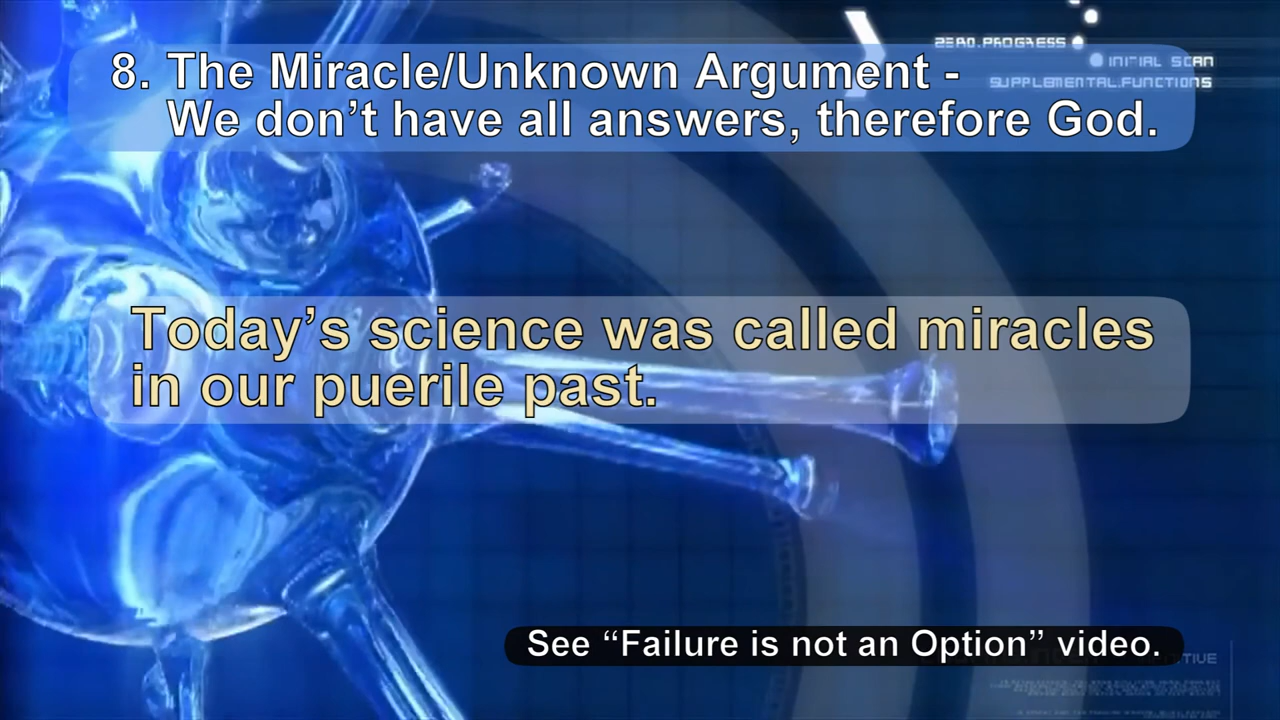 ZERO.PROGRESS
INITIAL SCAN
SUPPLEMENTAL.FUNCTIONS
8. The Miracle/Unknown Argument -
We don’t have all answers, therefore God.
Today’s science was called miracles
in our puerile past.
See “Failure is not an Option” video.